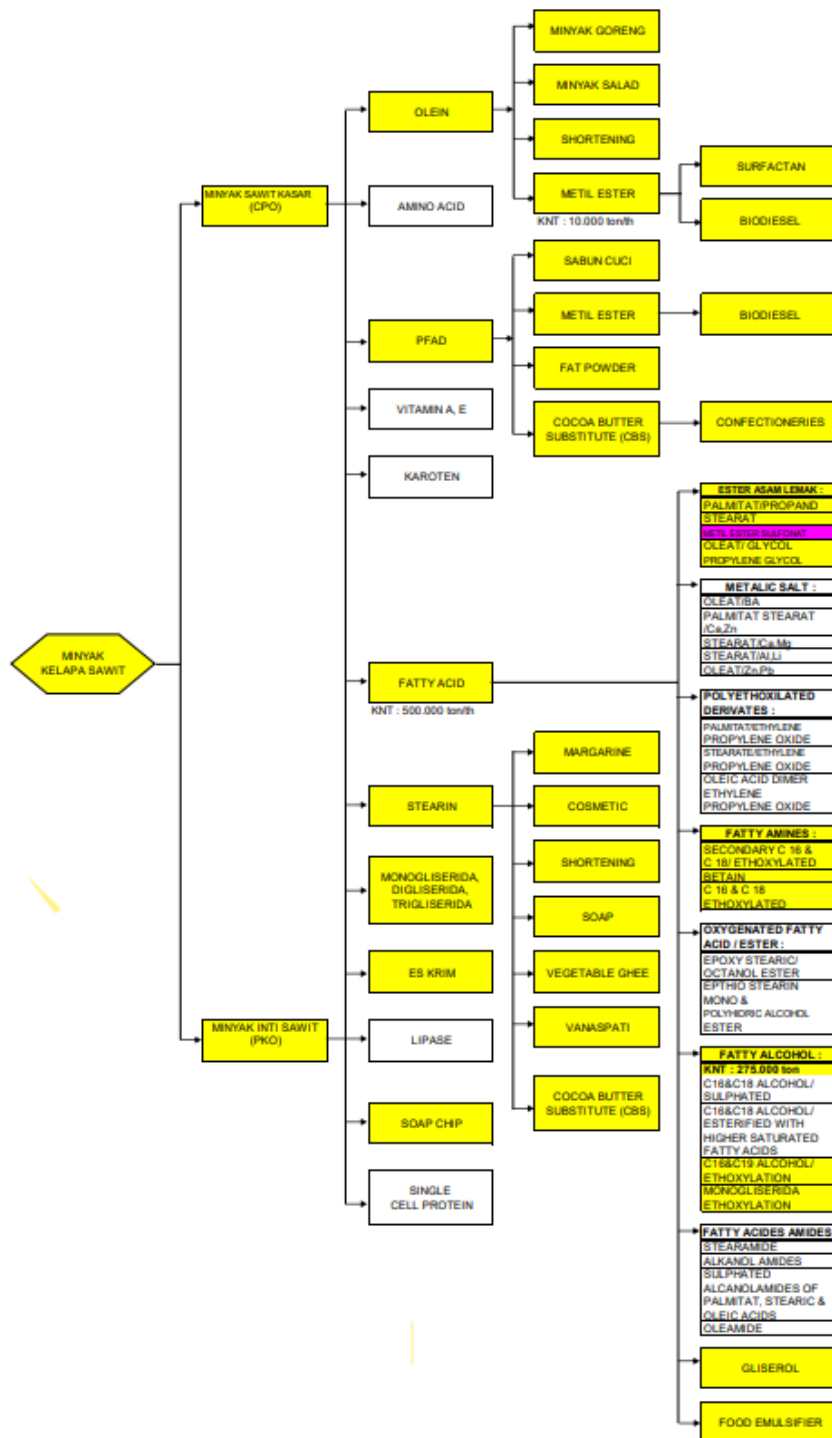 MINYAK
KELAPA SAWIT
MINYAK SAWIT KASAR
(CPO)
MINYAK INTI SAWIT
(PKO)
OLEIN
AMINO ACID
PFAD
VITAMIN A, E
KAROTEN
FATTY ACID
KNT : 500.000 ton/th
STEARIN
MONOGLISERIDA,
DIGLISERIDA,
TRIGLISERIDA
ES KRIM
LIPASE
SOAP CHIP
SINGLE
CELL PROTEIN
MINYAK GORENG
MINYAK SALAD
SHORTENING
METIL ESTER
KNT : 10.000 ton/th
SABUN CUCI
METIL ESTER
FAT POWDER
COCOA BUTTER
SUBSTITUTE (CBS)
MARGARINE
COSMETIC
SHORTENING
SOAP
VEGETABLE GHEE
VANASPATI
COCOA BUTTER
SUBSTITUTE (CBS)
SURFACTAN
BIODIESEL
BIODIESEL
CONFECTIONERIES
ESTER ASAM LEMAK :
PALMITAT/PROPAND
STEARAT
METIL ESTER SULFONAT
OLEAT/ GLYCOL
PROPYLENE GLYCOL
METALIC SALT :
OLEAT/BA
PALMITAT STEARAT
/Ca,Zn
STEARAT/Ca,Mg
STEARAT/Al,Li
OLEAT/Zn,Pb
POLYETHOXILATED
DERIVATES :
PALMITAT/ETHYLENE
PROPYLENE OXIDE
STEARATE/ETHYLENE
PROPYLENE OXIDE
OLEIC ACID DIMER
ETHYLENE
PROPYLENE OXIDE
FATTY AMINES :
SECONDARY C 16 &
C 18/ ETHOXYLATED
BETAIN
C 16 & C 18
ETHOXYLATED
OXYGENATED FATTY
ACID / ESTER :
EPOXY STEARIC/
OCTANOL ESTER
EPTHIO STEARIN
MONO &
POLYHIDRIC ALCOHOL
ESTER
FATTY ALCOHOL :
KNT : 275.000 ton
C16&C18 ALCOHOL/
SULPHATED
C16&C18 ALCOHOL/
ESTERIFIED WITH
HIGHER SATURATED
FATTY ACIDS
C16&C19 ALCOHOL/
ETHOXYLATION
MONOGLISERIDA
ETHOXYLATION
FATTY ACIDES AMIDES
STEARAMIDE
ALKANOL AMIDES
SULPHATED
ALCANOLAMIDES OF
PALMITAT, STEARIC &
OLEIC ACIDS
OLEAMIDE
GLISEROL
FOOD EMULSIFIER